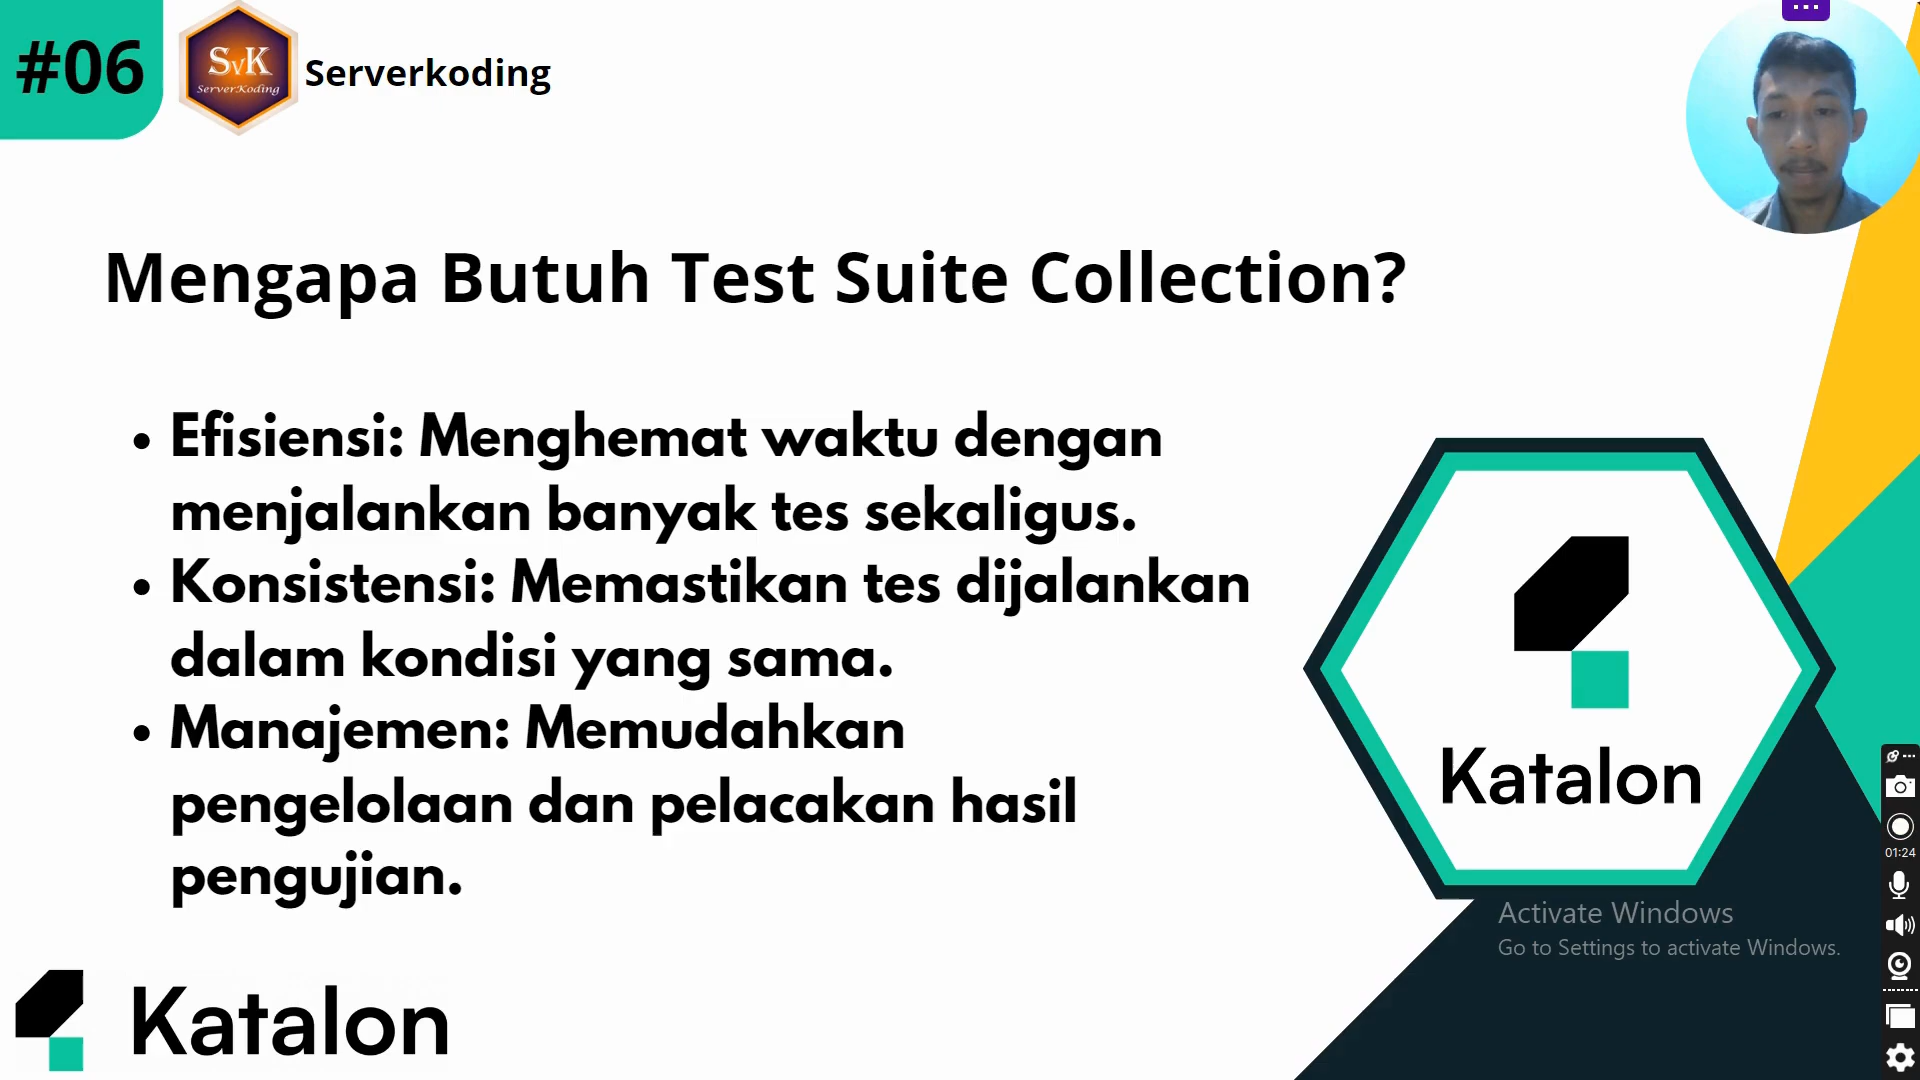 #06
SvK
ServerKoding
Serverkoding
Mengapa Butuh Test Suite Collection?
• Efisiensi: Menghemat waktu dengan
menjalankan banyak tes sekaligus.
• Konsistensi: Memastikan tes dijalankan
dalam kondisi yang sama.
• Manajemen: Memudahkan
pengelolaan dan pelacakan hasil
pengujian.
Katalon
01:24
Activate Windows
Go to Settings to activate Windows.
Katalon